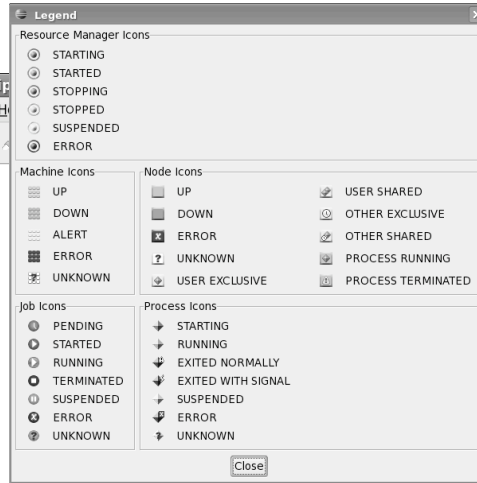 Legend
Resource Manager Icons
STARTING
STARTED
STOPPING
STOPPED
SUSPENDED
ERROR
Machine Icons
UP
DOWN
ALERT
ERROR
UNKNOWN
Node Icons
UP
DOWN
ERROR
UNKNOWN
USER EXCLUSIVE
USER SHARED
OTHER EXCLUSIVE
OTHER SHARED
PROCESS RUNNING
PROCESS TERMINATED
Job Icons
PENDING
STARTED
RUNNING
TERMINATED
SUSPENDED
ERROR
UNKNOWN
Process Icons
STARTING
RUNNING
EXITED NORMALLY
EXITED WITH SIGNAL
SUSPENDED
ERROR
UNKNOWN
Close